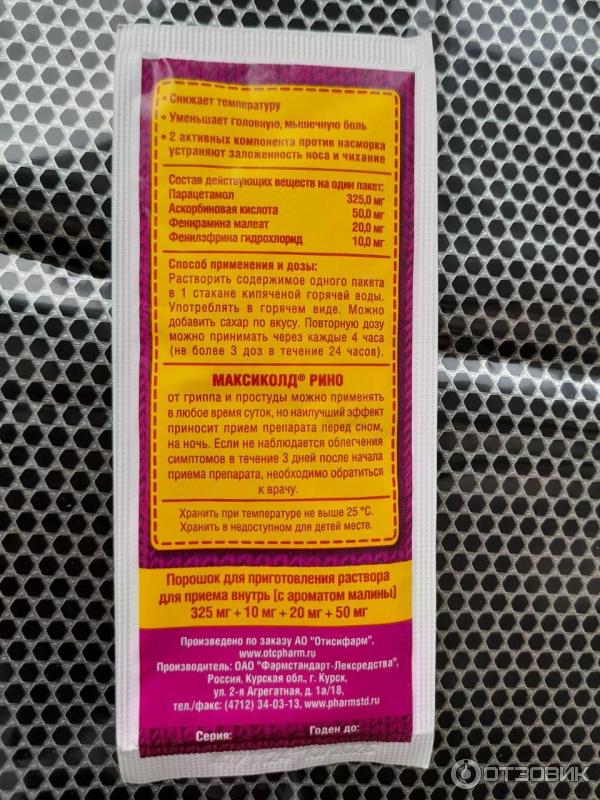 • Снижает температуру
• Уменьшает головную, мышечную боль
• 2 активных компонента против насморка
устраняют заложенность носа и чихание
Состав действующих веществ на один пакет:
Парацетамол 325,0 мг
Аскорбиновая кислота 50,0 мг
Фенирамина малеат 20,0 мг
Фенилэфрина гидрохлорид 10,0 мг
Способ применения и дозы:
Растворить содержимое одного пакета
в 1 стакане кипяченой горячей воды.
Употреблять в горячем виде. Можно
добавить сахар по вкусу. Повторную дозу
можно принимать через каждые 4 часа
(не более 3 доз в течение 24 часов).
МАКСИКОЛД® РИНО
от гриппа и простуды можно применять
в любое время суток, но наилучший эффект
приносит прием препарата перед сном,
на ночь. Если не наблюдается облегчения
симптомов в течение 3 дней после начала
приема препарата, необходимо обратиться
к врачу.
Хранить при температуре не выше 25 °С.
Хранить в недоступном для детей месте.
Порошок для приготовления раствора
для приема внутрь [с ароматом малины]
325 мг + 10 мг + 20 мг + 50 мг
Произведено по заказу АО "Отисифарм".
www.otcpharm.ru
Производитель: ОАО "Фармстандарт-Лексредства".
Россия, Курская обл., г. Курск,
ул. 2-я Агрегатная, д. 1а/18,
тел./факс: (4712) 34-03-13, www.pharmstd.ru
Серия: Годен до:
ОТЗОВИК